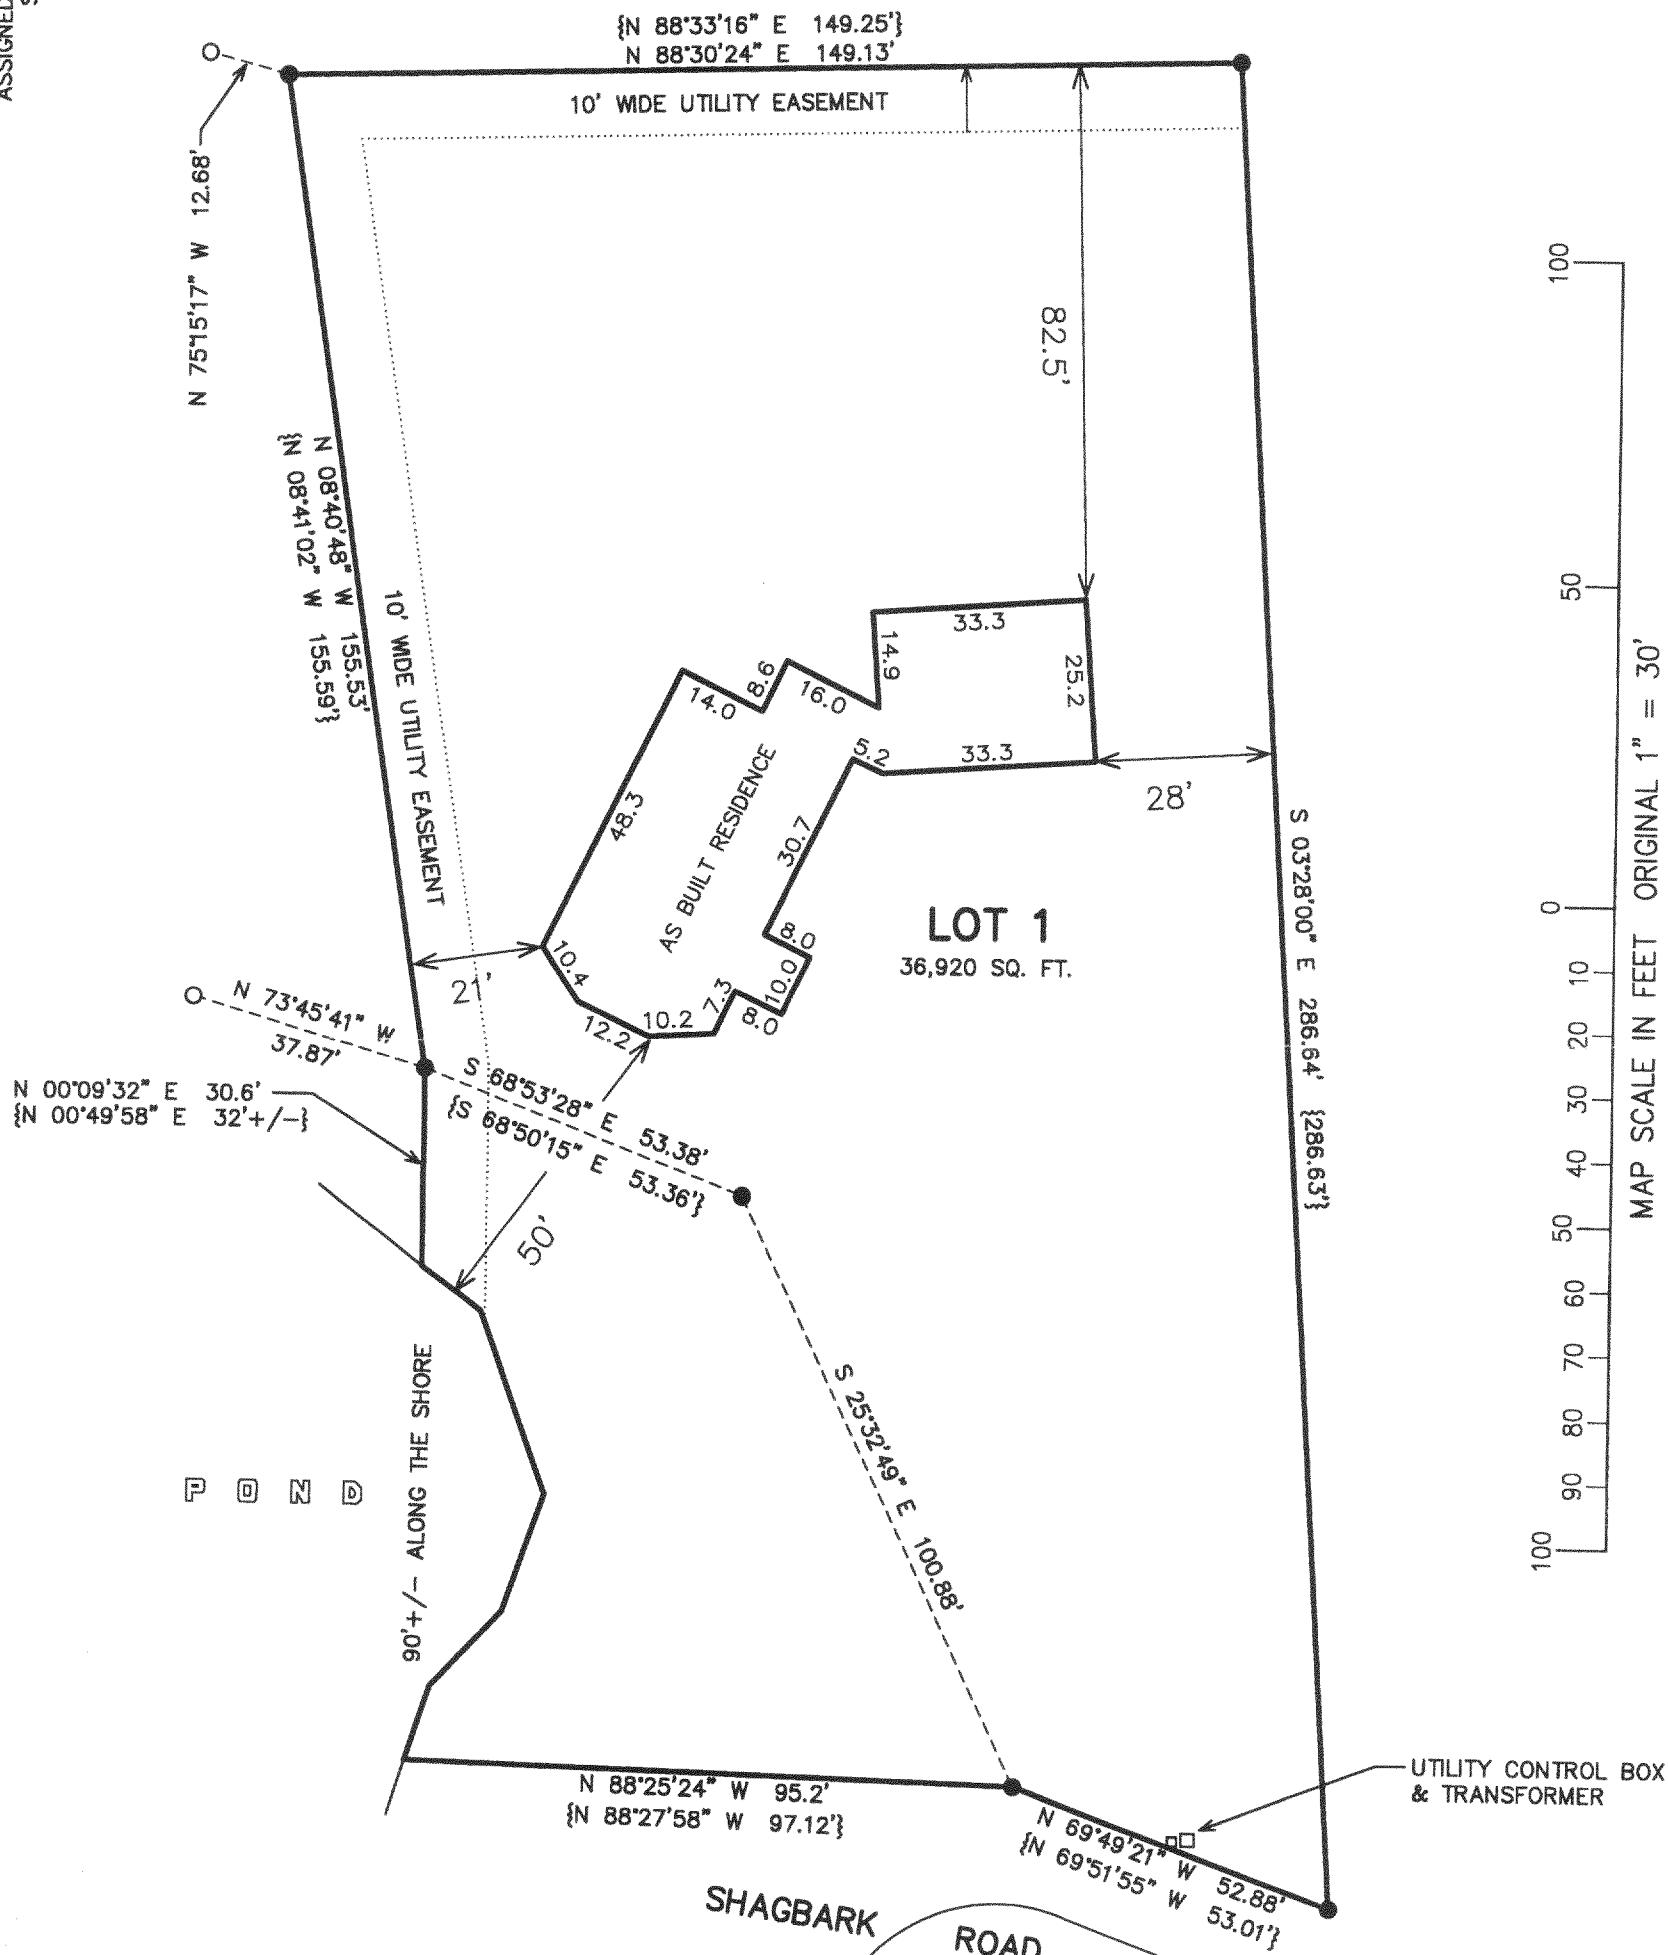 ASSIGNED
{N 88°33'16" E 149.25'}
N 88°30'24" E 149.13'
10' WIDE UTILITY EASEMENT
N 75°15'17" W 12.68'
82.5'
N 08°40'48" W 155.53'
{N 08°41'02" W 155.59'}
10' WIDE UTILITY EASEMENT
33.3
14.9
25.2
8.6
14.0
16.0
5.2
33.3
28'
48.3
AS BUILT RESIDENCE
30.7
LOT 1
36,920 SQ. FT.
8.0
10.0
8.0
7.3
10.2
12.2
10.4
21'
N 73°45'41" W
37.87'
N 00°09'32" E 30.6'
{N 00°49'58" E 32'+/-}
S 68°53'28" E 53.38'
{S 68°50'15" E 53.36'}
50'
S 03°28'00" E 286.64' {286.63'}
90'+/- ALONG THE SHORE
POND
S 25°32'49" E 100.88'
N 88°25'24" W 95.2'
{N 88°27'58" W 97.12'}
N 69°49'21" W 52.88'
{N 69°51'55" W 53.01'}
UTILITY CONTROL BOX
& TRANSFORMER
SHAGBARK ROAD
100 50 0 10 20 30 40 50 60 70 80 90 100
MAP SCALE IN FEET ORIGINAL 1" = 30'